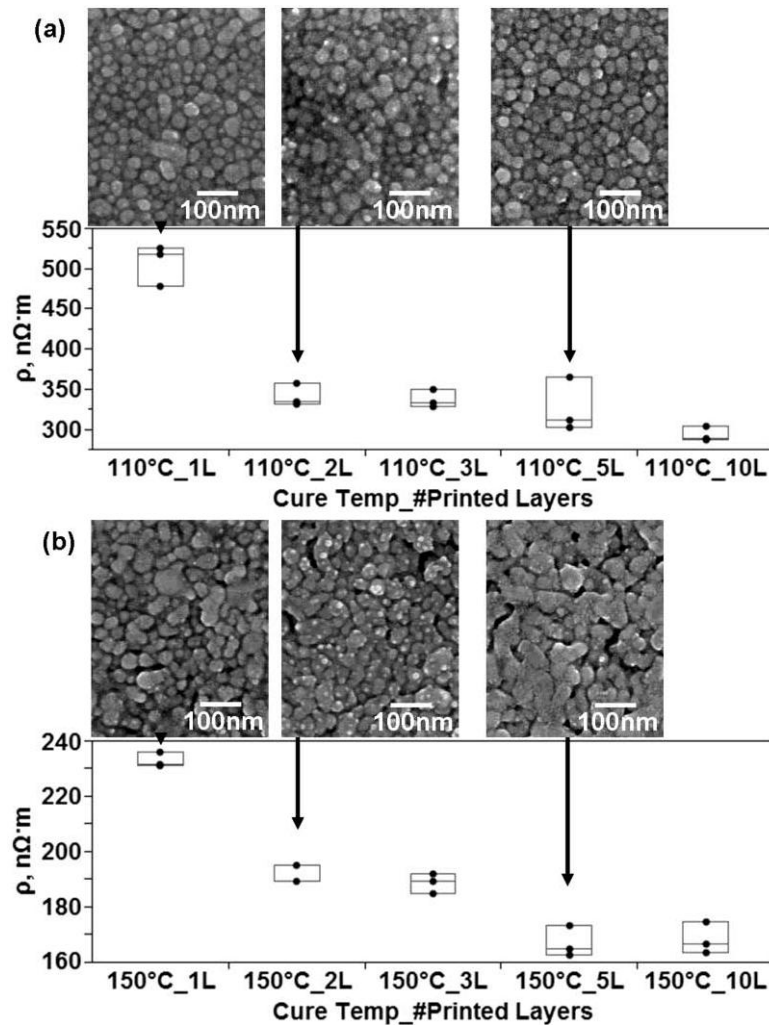 (a)
100nm 100nm 100nm
550
500
450
400
350
300
ρ, nΩ·m
110°C_1L 110°C_2L 110°C_3L 110°C_5L 110°C_10L
Cure Temp_#Printed Layers
(b)
100nm 100nm 100nm
240
220
200
180
160
ρ, nΩ·m
150°C_1L 150°C_2L 150°C_3L 150°C_5L 150°C_10L
Cure Temp_#Printed Layers